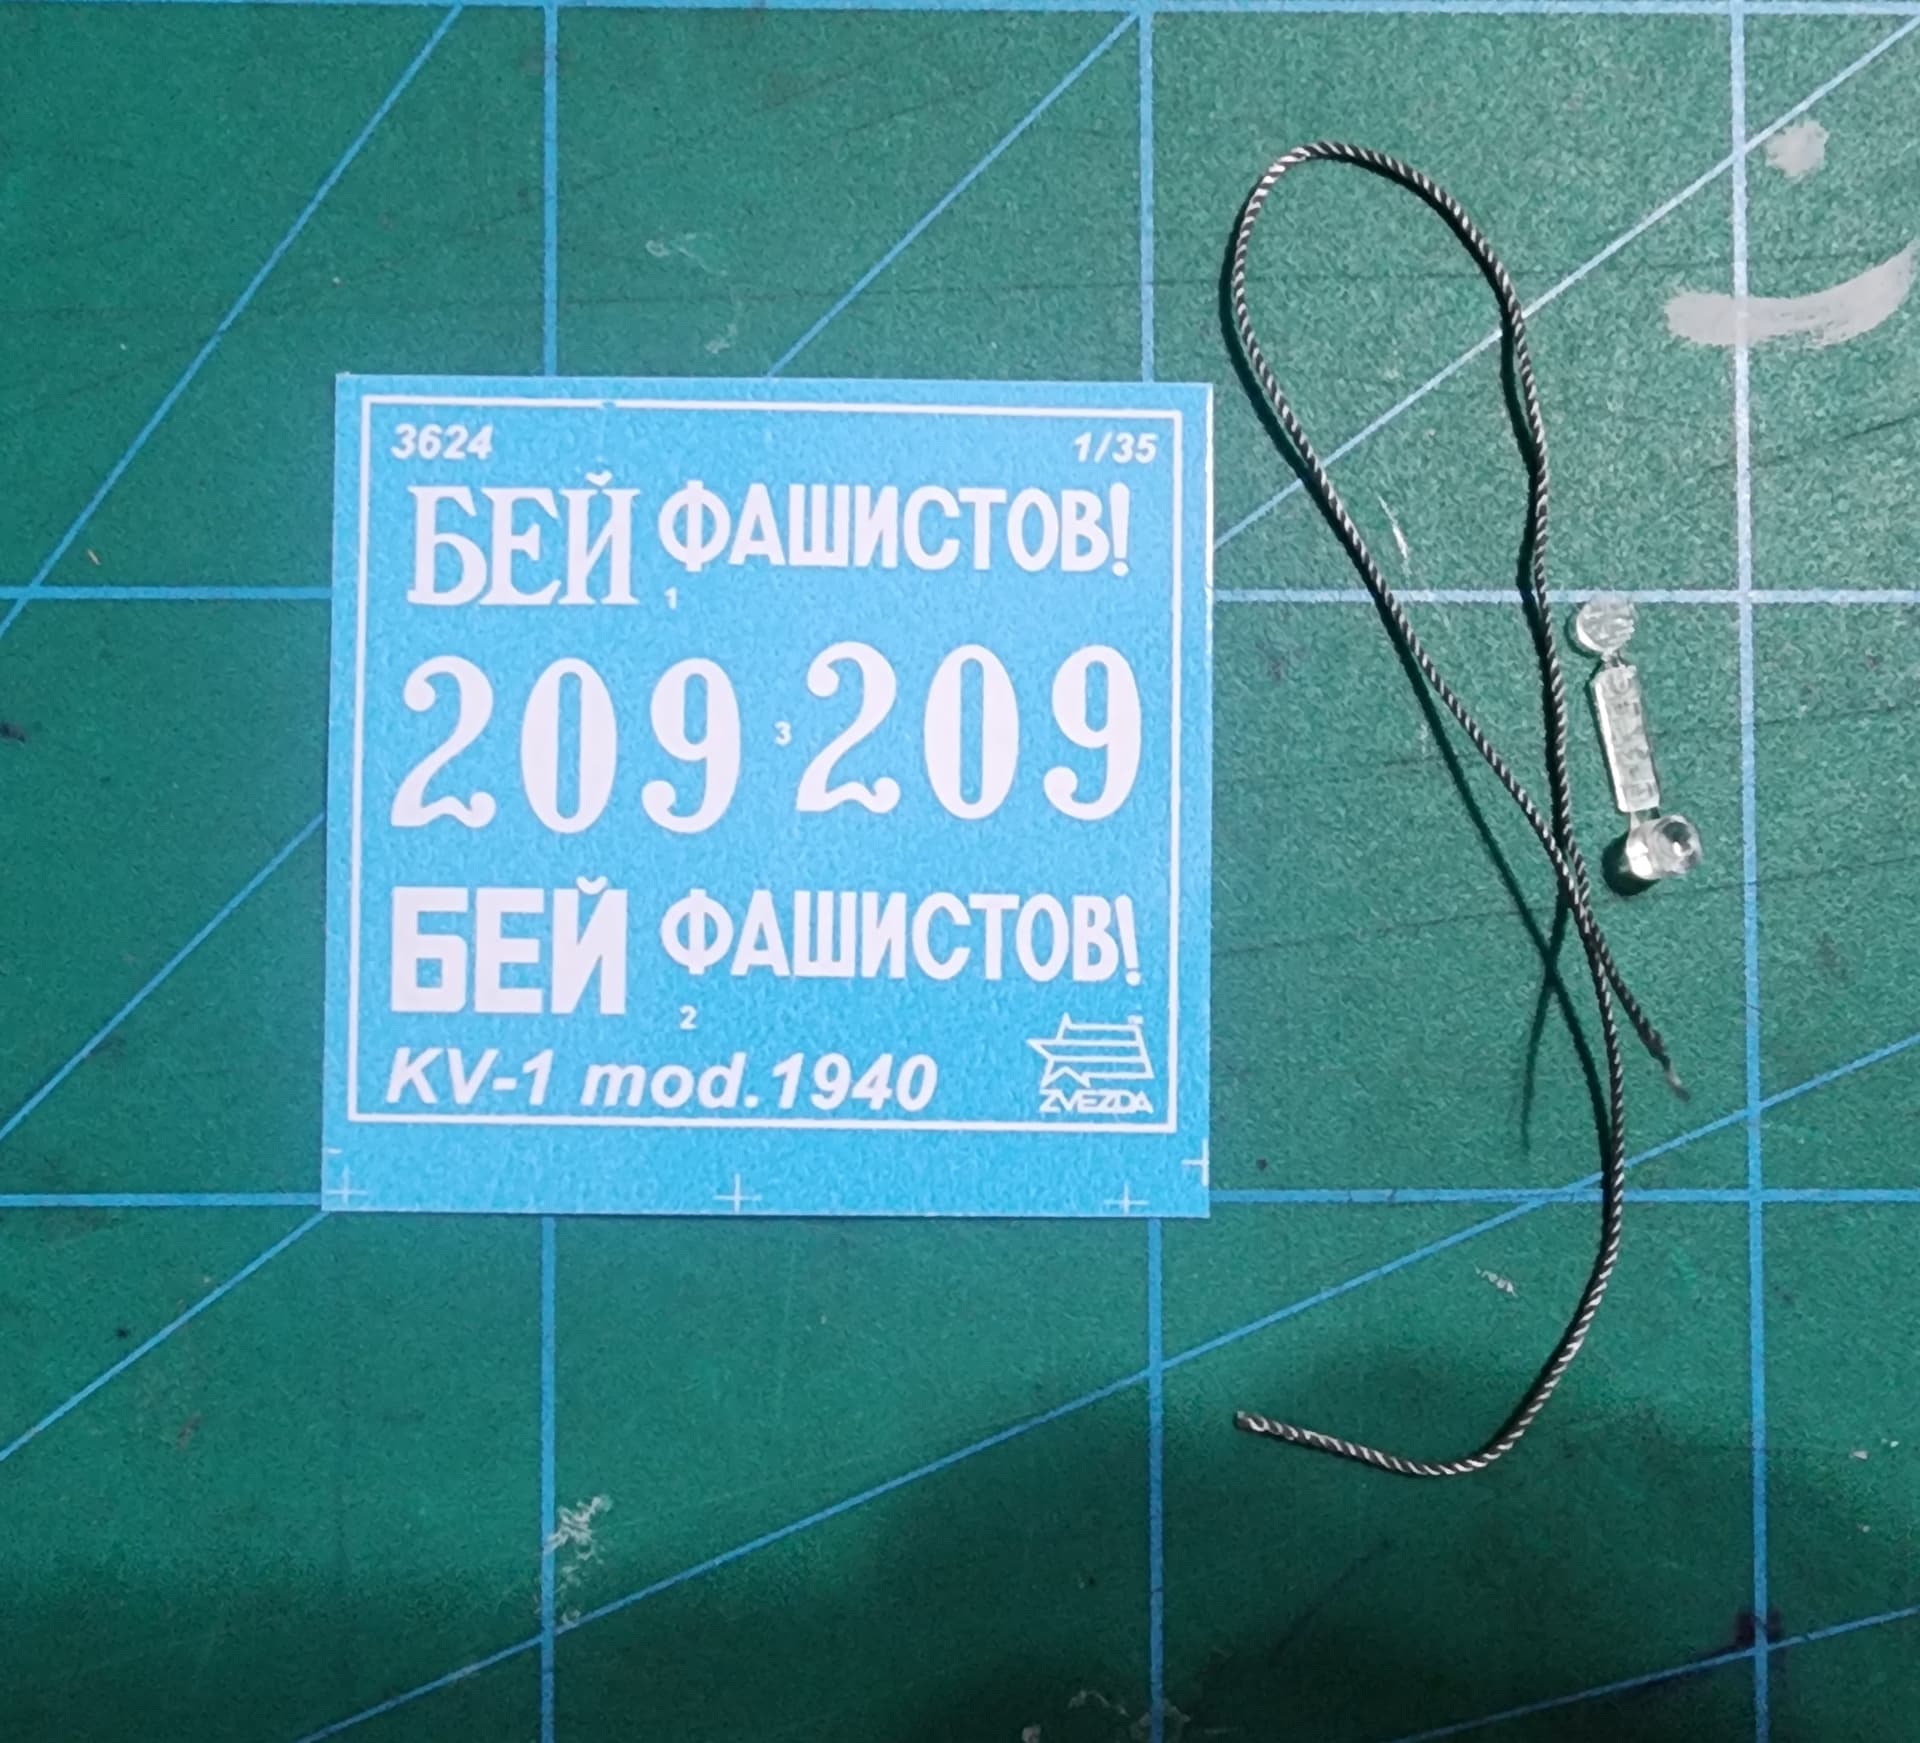 3624 1/35
БЕЙ ФАШИСТОВ!
1
209 3 209
БЕЙ ФАШИСТОВ!
2
KV-1 mod.1940
ZVEZDA